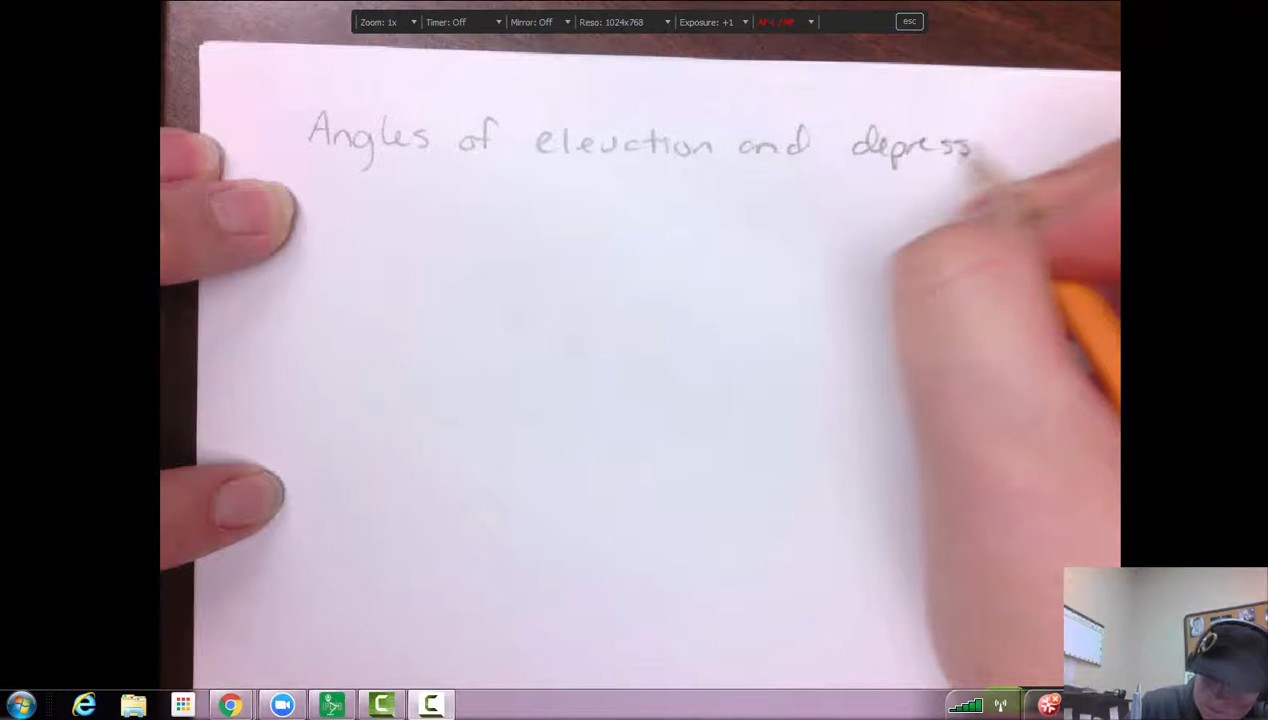 Zoom: 1x Timer: Off Mirror: Off Reso: 1024x768 Exposure: +1 esc
Angles of elevation and depress